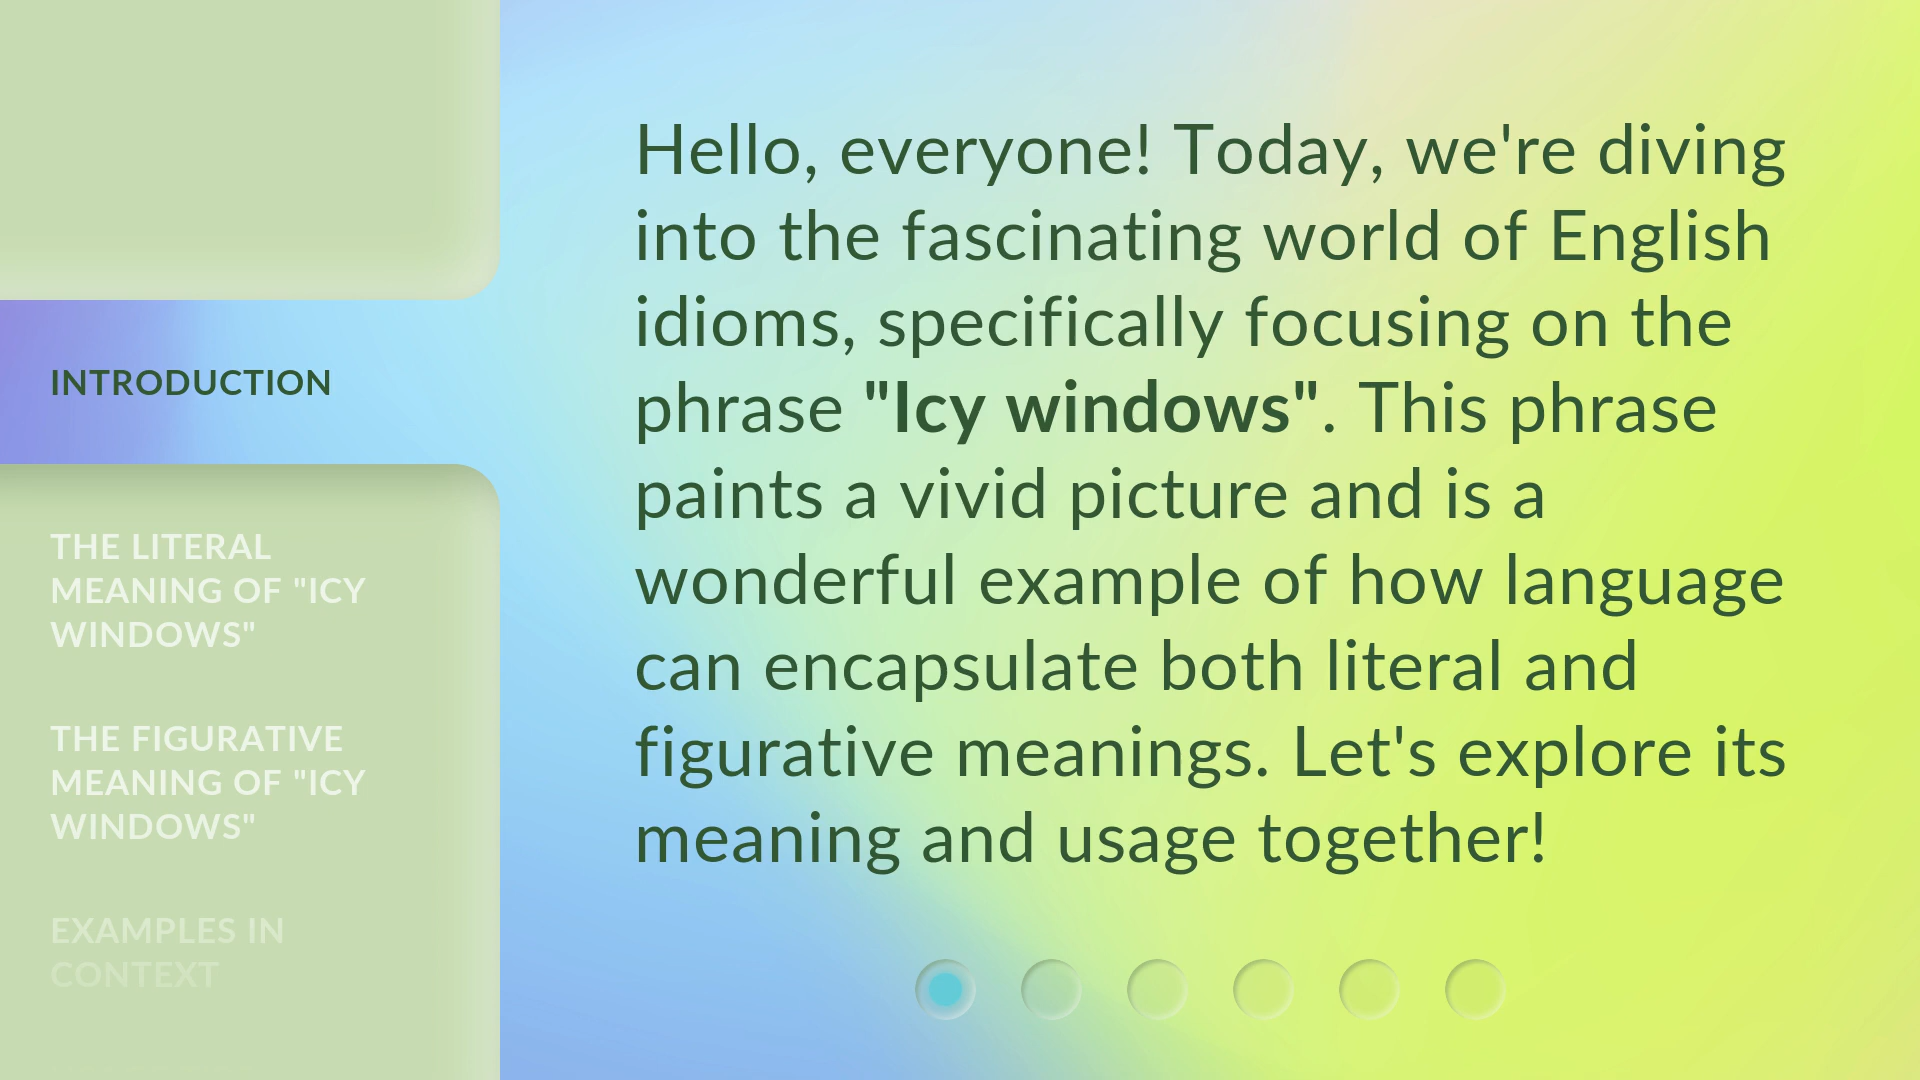 INTRODUCTION
THE LITERAL
MEANING OF "ICY
WINDOWS"
THE FIGURATIVE
MEANING OF "ICY
WINDOWS"
EXAMPLES IN
CONTEXT
Hello, everyone! Today, we're diving
into the fascinating world of English
idioms, specifically focusing on the
phrase "Icy windows". This phrase
paints a vivid picture and is a
wonderful example of how language
can encapsulate both literal and
figurative meanings. Let's explore its
meaning and usage together!